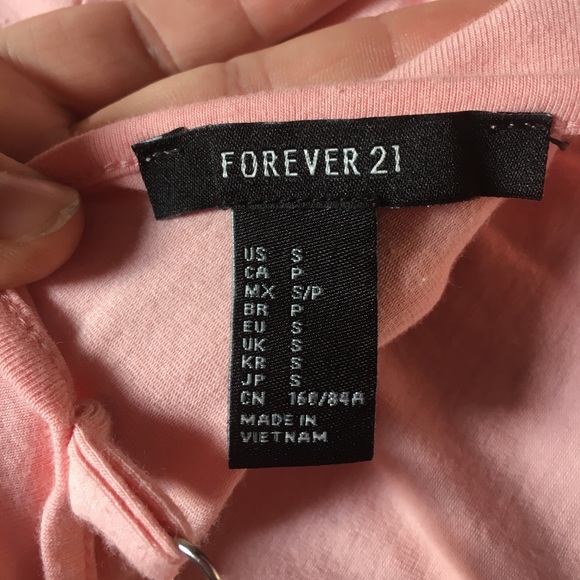 FOREVER 21
US S
CA P
MX S/P
BR P
EU S
UK S
KR S
JP S
CN 160/84A
MADE IN
VIETNAM